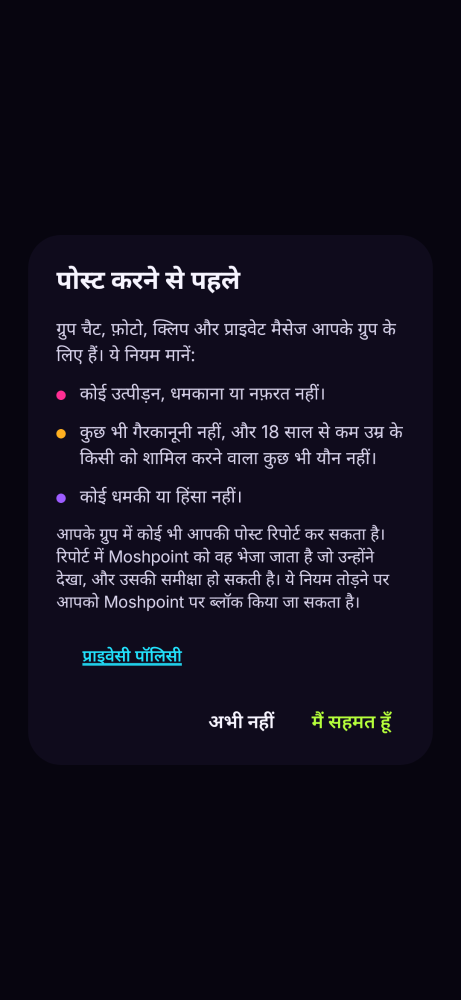 पोस्ट करने से पहले
ग्रुप चैट, फ़ोटो, क्लिप और प्राइवेट मैसेज आपके ग्रुप के
लिए हैं। ये नियम मानें:
कोई उत्पीड़न, धमकाना या नफ़रत नहीं।
कुछ भी गैरकानूनी नहीं, और 18 साल से कम उम्र के
किसी को शामिल करने वाला कुछ भी यौन नहीं।
कोई धमकी या हिंसा नहीं।
आपके ग्रुप में कोई भी आपकी पोस्ट रिपोर्ट कर सकता है।
रिपोर्ट में Moshpoint को वह भेजा जाता है जो उन्होंने
देखा, और उसकी समीक्षा हो सकती है। ये नियम तोड़ने पर
आपको Moshpoint पर ब्लॉक किया जा सकता है।
प्राइवेसी पॉलिसी
अभी नहीं
मैं सहमत हूँ